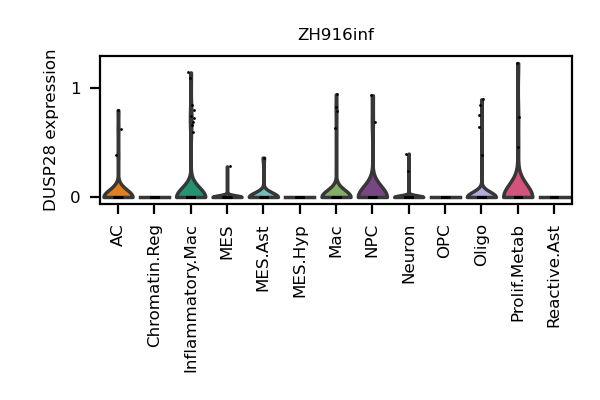 ZH916inf
DUSP28 expression
1
0
AC
Chromatin.Reg
Inflammatory.Mac
MES
MES.Ast
MES.Hyp
Mac
NPC
Neuron
OPC
Oligo
Prolif.Metab
Reactive.Ast